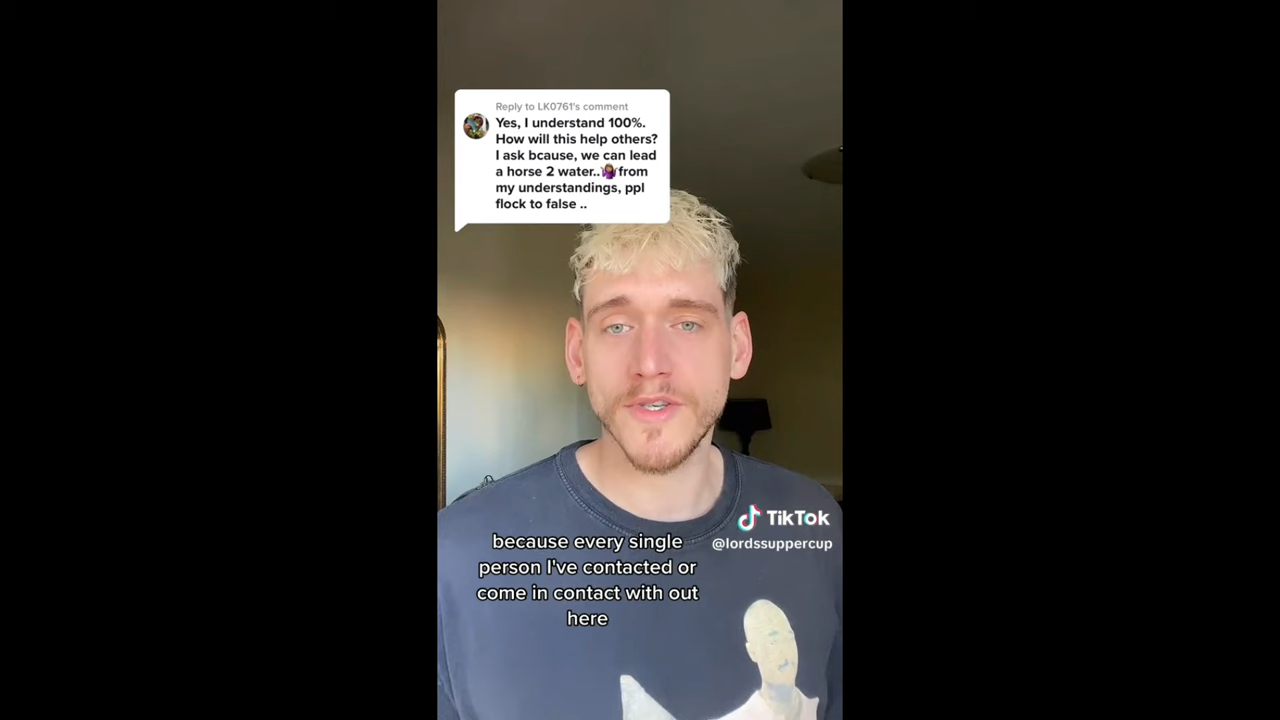 Reply to LK0761's comment
Yes, I understand 100%.
How will this help others?
I ask bcause, we can lead
a horse 2 water..🤷🏾‍♀️from
my understandings, ppl
flock to false ..
TikTok
@lordssuppercup
because every single
person I've contacted or
come in contact with out
here